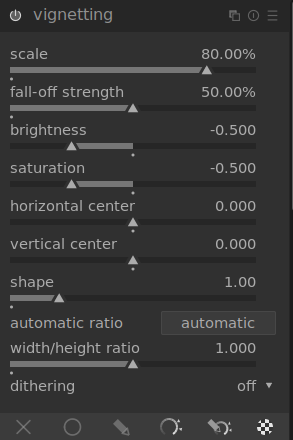 vignetting
scale 80.00%
fall-off strength 50.00%
brightness -0.500
saturation -0.500
horizontal center 0.000
vertical center 0.000
shape 1.00
automatic ratio automatic
width/height ratio 1.000
dithering off